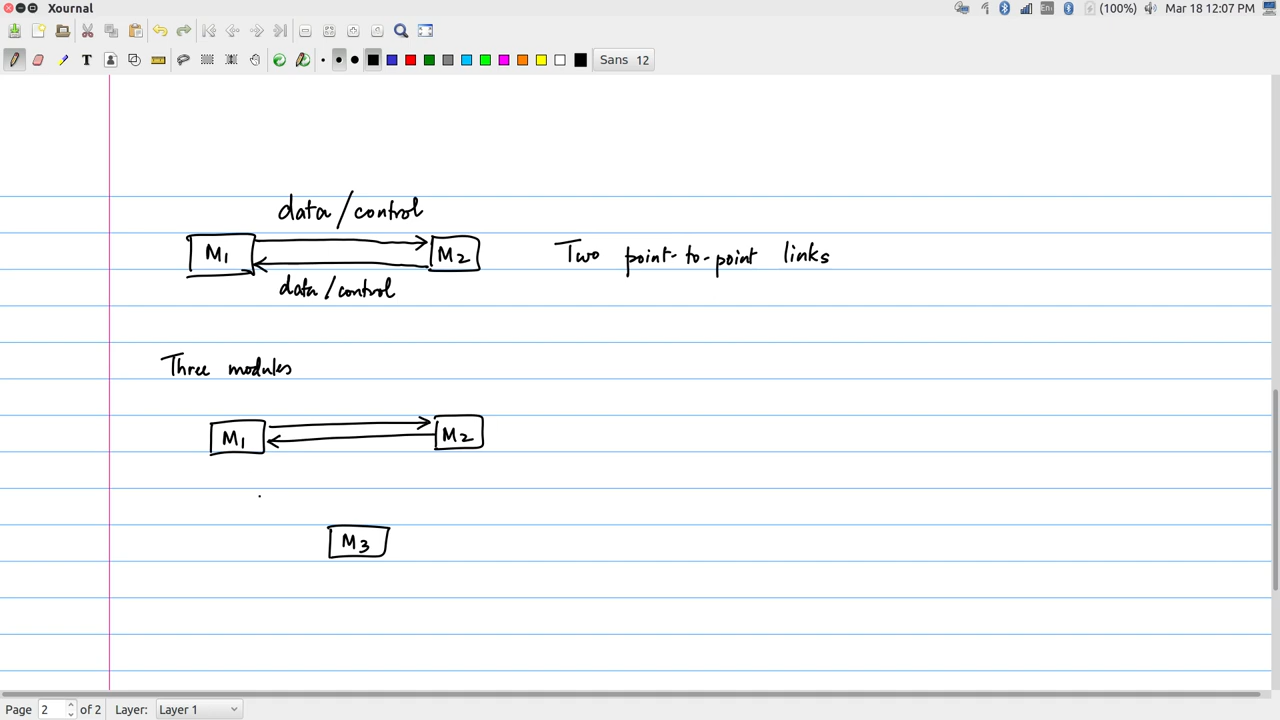 Xournal
(100%) Mar 18 12:07 PM
En
T
Sans 12
data/control
M1 M2 Two point-to-point links
data/control
Three modules
M1 M2
M3
Page 2 of 2 Layer: Layer 1